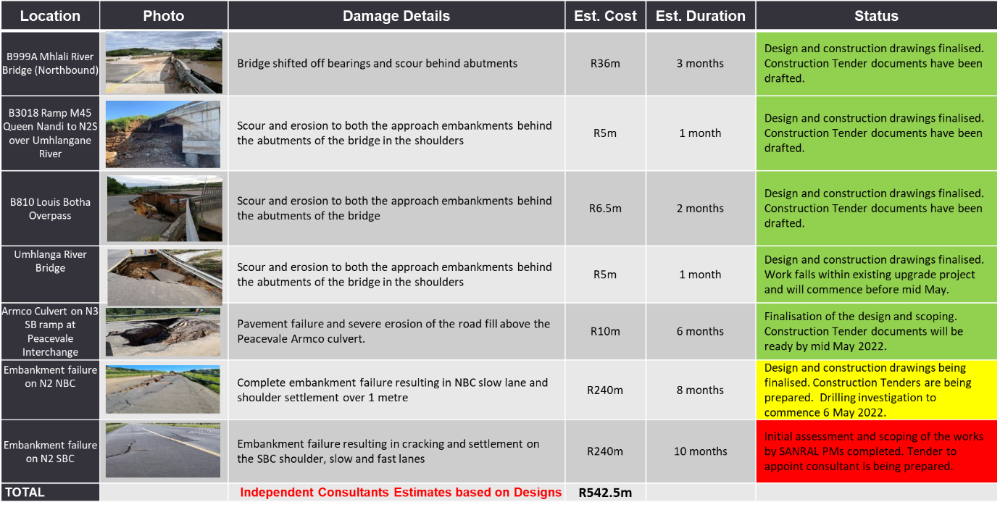 Location Photo Damage Details Est. Cost Est. Duration Status
B999A Mhlali River
Bridge (Northbound)
Bridge shifted off bearings and scour behind abutments
R36m
3 months
Design and construction drawings finalised.
Construction Tender documents have been
drafted.
B3018 Ramp M45
Queen Nandi to N2S
over Umhlangane
River
Scour and erosion to both the approach embankments behind
the abutments of the bridge in the shoulders
R5m
1 month
Design and construction drawings finalised.
Construction Tender documents have been
drafted.
B810 Louis Botha
Overpass
Scour and erosion to both the approach embankments behind
the abutments of the bridge
R6.5m
2 months
Design and construction drawings finalised.
Construction Tender documents have been
drafted.
Umhlanga River
Bridge
Scour and erosion to both the approach embankments behind
the abutments of the bridge in the shoulders
R5m
1 month
Design and construction drawings finalised.
Work falls within existing upgrade project
and will commence before mid May.
Armco Culvert on N3
SB ramp at
Peacevale
Interchange
Pavement failure and severe erosion of the road fill above the
Peacevale Armco culvert.
R10m
6 months
Finalisation of the design and scoping.
Construction Tender documents will be
ready by mid May 2022.
Embankment failure
on N2 NBC
Complete embankment failure resulting in NBC slow lane and
shoulder settlement over 1 metre
R240m
8 months
Design and construction drawings being
finalised. Construction Tenders are being
prepared. Drilling investigation to
commence 6 May 2022.
Embankment failure
on N2 SBC
Embankment failure resulting in cracking and settlement on
the SBC shoulder, slow and fast lanes
R240m
10 months
Initial assessment and scoping of the works
by SANRAL PMs completed. Tender to
appoint consultant is being prepared.
TOTAL
Independent Consultants Estimates based on Designs
R542.5m